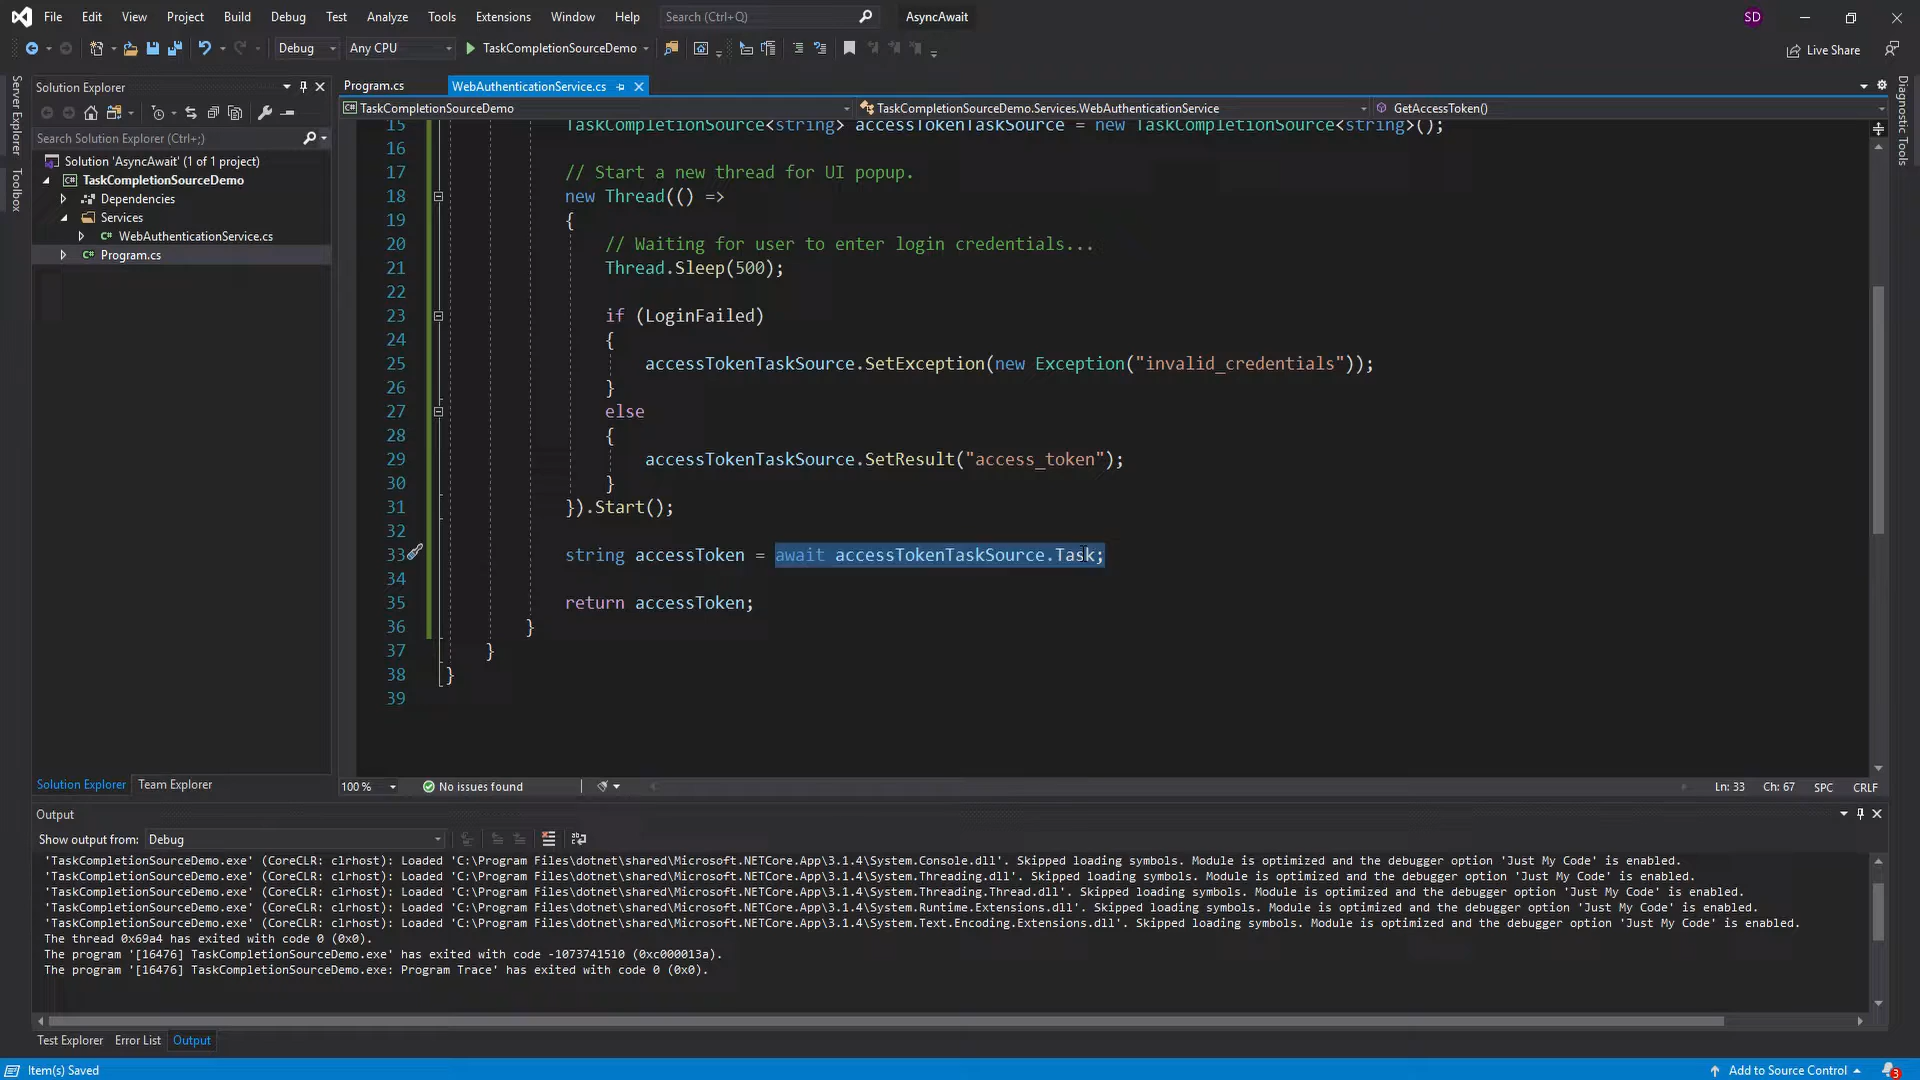 File Edit View Project Build Debug Test Analyze Tools Extensions Window Help Search (Ctrl+Q) AsyncAwait SD
Debug Any CPU TaskCompletionSourceDemo Live Share
Server Explorer
Toolbox
Diagnostic Tools
Solution Explorer
Search Solution Explorer (Ctrl+;)
Solution 'AsyncAwait' (1 of 1 project)
TaskCompletionSourceDemo
Dependencies
Services
C# WebAuthenticationService.cs
C# Program.cs
Solution Explorer Team Explorer
Program.cs WebAuthenticationService.cs
TaskCompletionSourceDemo TaskCompletionSourceDemo.Services.WebAuthenticationService GetAccessToken()
15 TaskCompletionSource<string> accessTokenTaskSource = new TaskCompletionSource<string>();
16
17 // Start a new thread for UI popup.
18 new Thread(() =>
19 {
20 // Waiting for user to enter login credentials...
21 Thread.Sleep(500);
22
23 if (LoginFailed)
24 {
25 accessTokenTaskSource.SetException(new Exception("invalid_credentials"));
26 }
27 else
28 {
29 accessTokenTaskSource.SetResult("access_token");
30 }
31 }).Start();
32
33 string accessToken = await accessTokenTaskSource.Task;
34
35 return accessToken;
36 }
37 }
38 }
39
100 % No issues found Ln: 33 Ch: 67 SPC CRLF
Output
Show output from: Debug
'TaskCompletionSourceDemo.exe' (CoreCLR: clrhost): Loaded 'C:\Program Files\dotnet\shared\Microsoft.NETCore.App\3.1.4\System.Console.dll'. Skipped loading symbols. Module is optimized and the debugger option 'Just My Code' is enabled.
'TaskCompletionSourceDemo.exe' (CoreCLR: clrhost): Loaded 'C:\Program Files\dotnet\shared\Microsoft.NETCore.App\3.1.4\System.Threading.dll'. Skipped loading symbols. Module is optimized and the debugger option 'Just My Code' is enabled.
'TaskCompletionSourceDemo.exe' (CoreCLR: clrhost): Loaded 'C:\Program Files\dotnet\shared\Microsoft.NETCore.App\3.1.4\System.Threading.Thread.dll'. Skipped loading symbols. Module is optimized and the debugger option 'Just My Code' is enabled.
'TaskCompletionSourceDemo.exe' (CoreCLR: clrhost): Loaded 'C:\Program Files\dotnet\shared\Microsoft.NETCore.App\3.1.4\System.Runtime.Extensions.dll'. Skipped loading symbols. Module is optimized and the debugger option 'Just My Code' is enabled.
'TaskCompletionSourceDemo.exe' (CoreCLR: clrhost): Loaded 'C:\Program Files\dotnet\shared\Microsoft.NETCore.App\3.1.4\System.Text.Encoding.Extensions.dll'. Skipped loading symbols. Module is optimized and the debugger option 'Just My Code' is enabled.
The thread 0x69a4 has exited with code 0 (0x0).
The program '[16476] TaskCompletionSourceDemo.exe' has exited with code -1073741510 (0xc000013a).
The program '[16476] TaskCompletionSourceDemo.exe: Program Trace' has exited with code 0 (0x0).
Test Explorer Error List Output
Item(s) Saved Add to Source Control 3